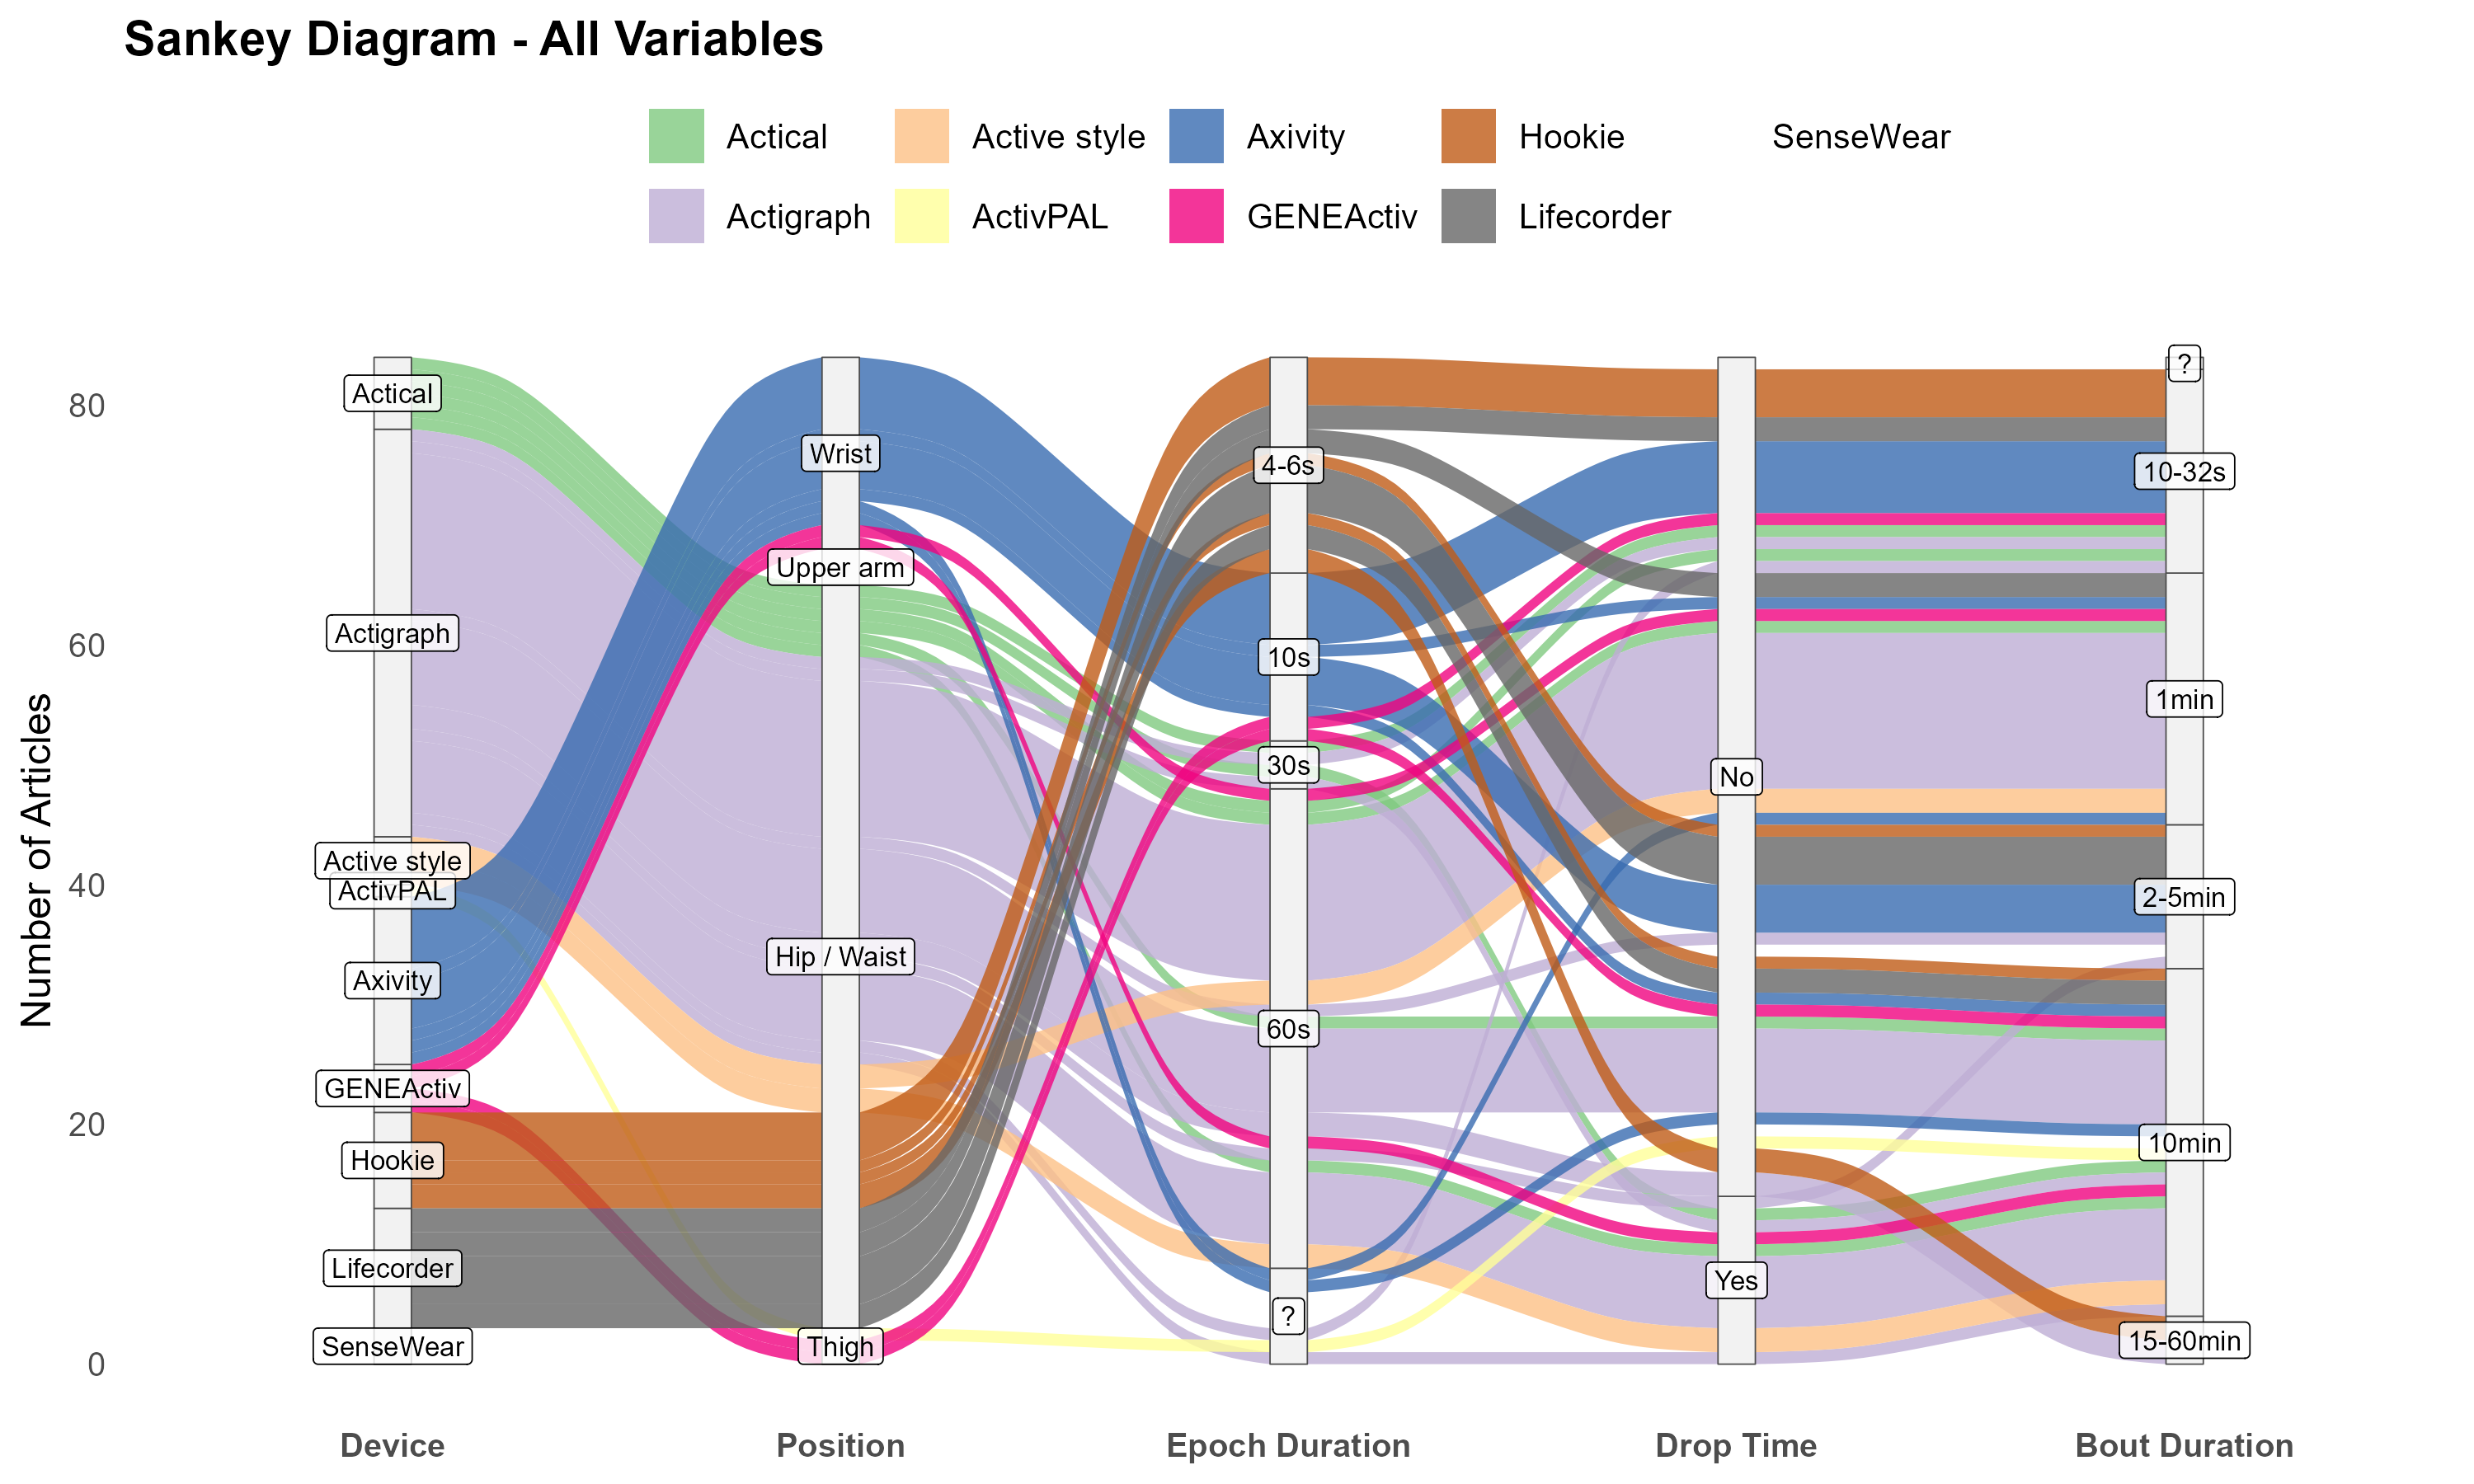 Sankey Diagram - All Variables
Actical
Active style
Axivity
Hookie
SenseWear
Actigraph
ActivPAL
GENEActiv
Lifecorder
Number of Articles
80
60
40
20
0
Actical
Actigraph
Active style
ActivPAL
Axivity
GENEActiv
Hookie
Lifecorder
SenseWear
Wrist
Upper arm
Hip / Waist
Thigh
4-6s
10s
30s
60s
?
No
Yes
?
10-32s
1min
2-5min
10min
15-60min
Device
Position
Epoch Duration
Drop Time
Bout Duration